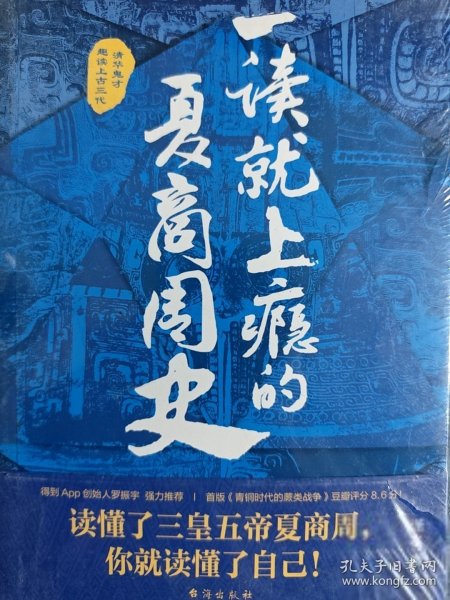 清华鬼才
趣读上古三代
一读就上瘾的
夏商周史
得到App创始人罗振宇 强力推荐 | 首版《青铜时代的蕨类战争》豆瓣评分8.6分!
读懂了三皇五帝夏商周,
你就读懂了自己!
台海出版社
孔夫子旧书网
www.kongfz.com